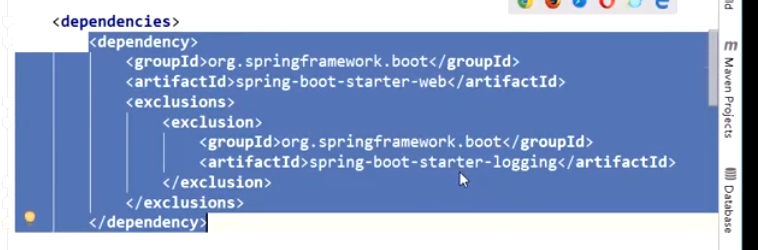 <dependencies>
<dependency>
<groupId>org.springframework.boot</groupId>
<artifactId>spring-boot-starter-web</artifactId>
<exclusions>
<exclusion>
<groupId>org.springframework.boot</groupId>
<artifactId>spring-boot-starter-logging</artifactId>
</exclusion>
</exclusions>
</dependency>
Maven Projects
Database